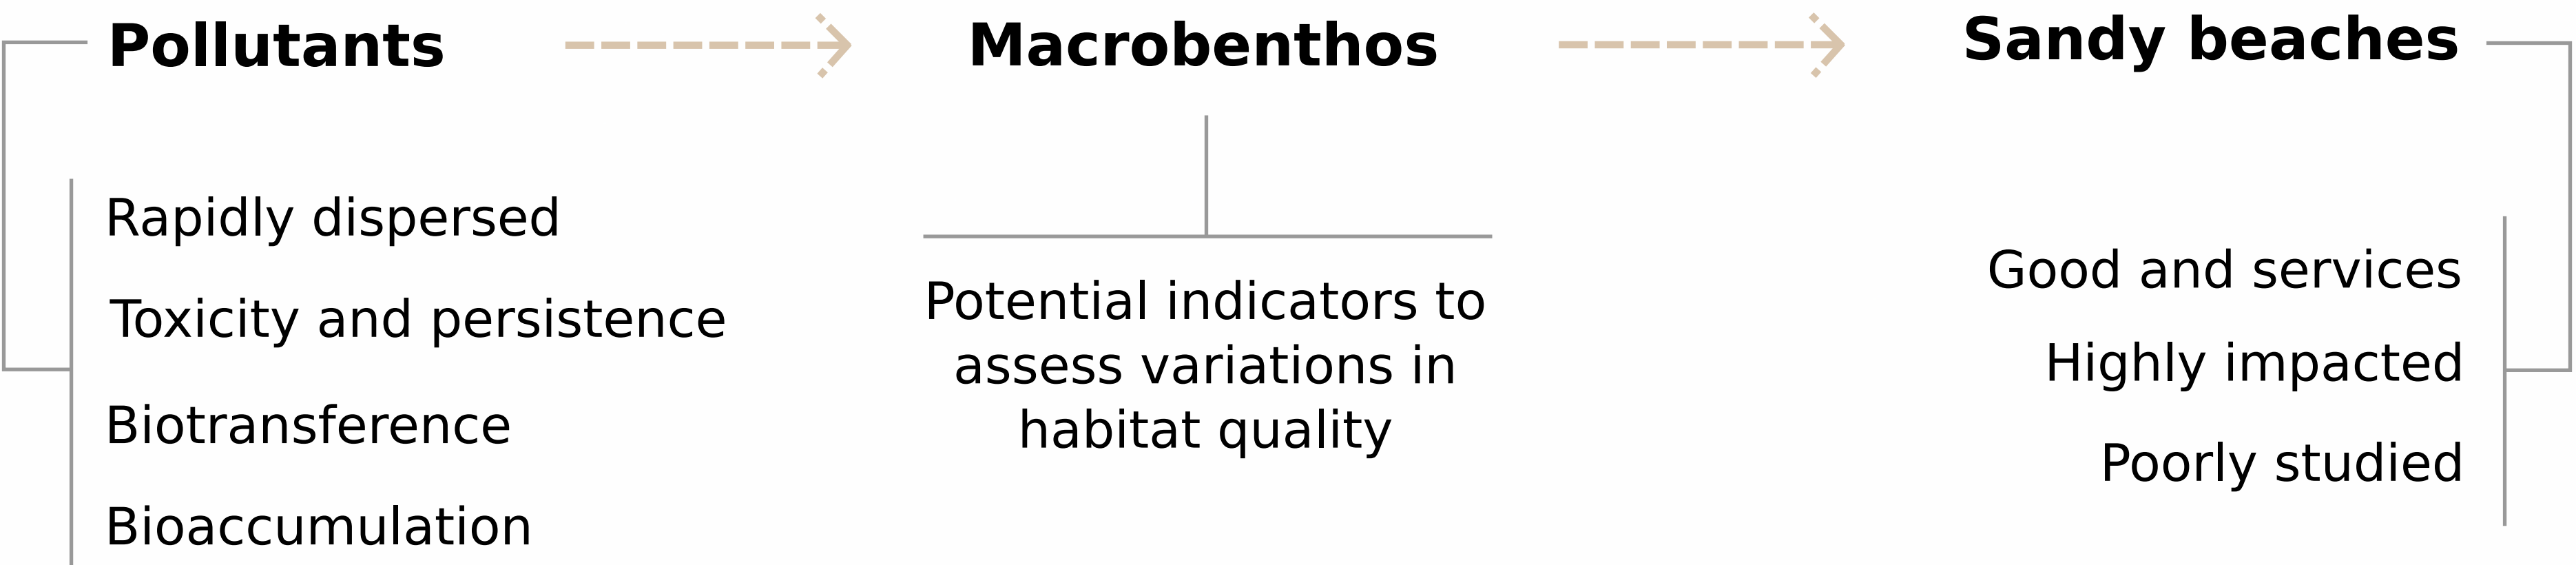 Pollutants
Macrobenthos
Sandy beaches
Rapidly dispersed
Toxicity and persistence
Biotransference
Bioaccumulation
Potential indicators to
assess variations in
habitat quality
Good and services
Highly impacted
Poorly studied